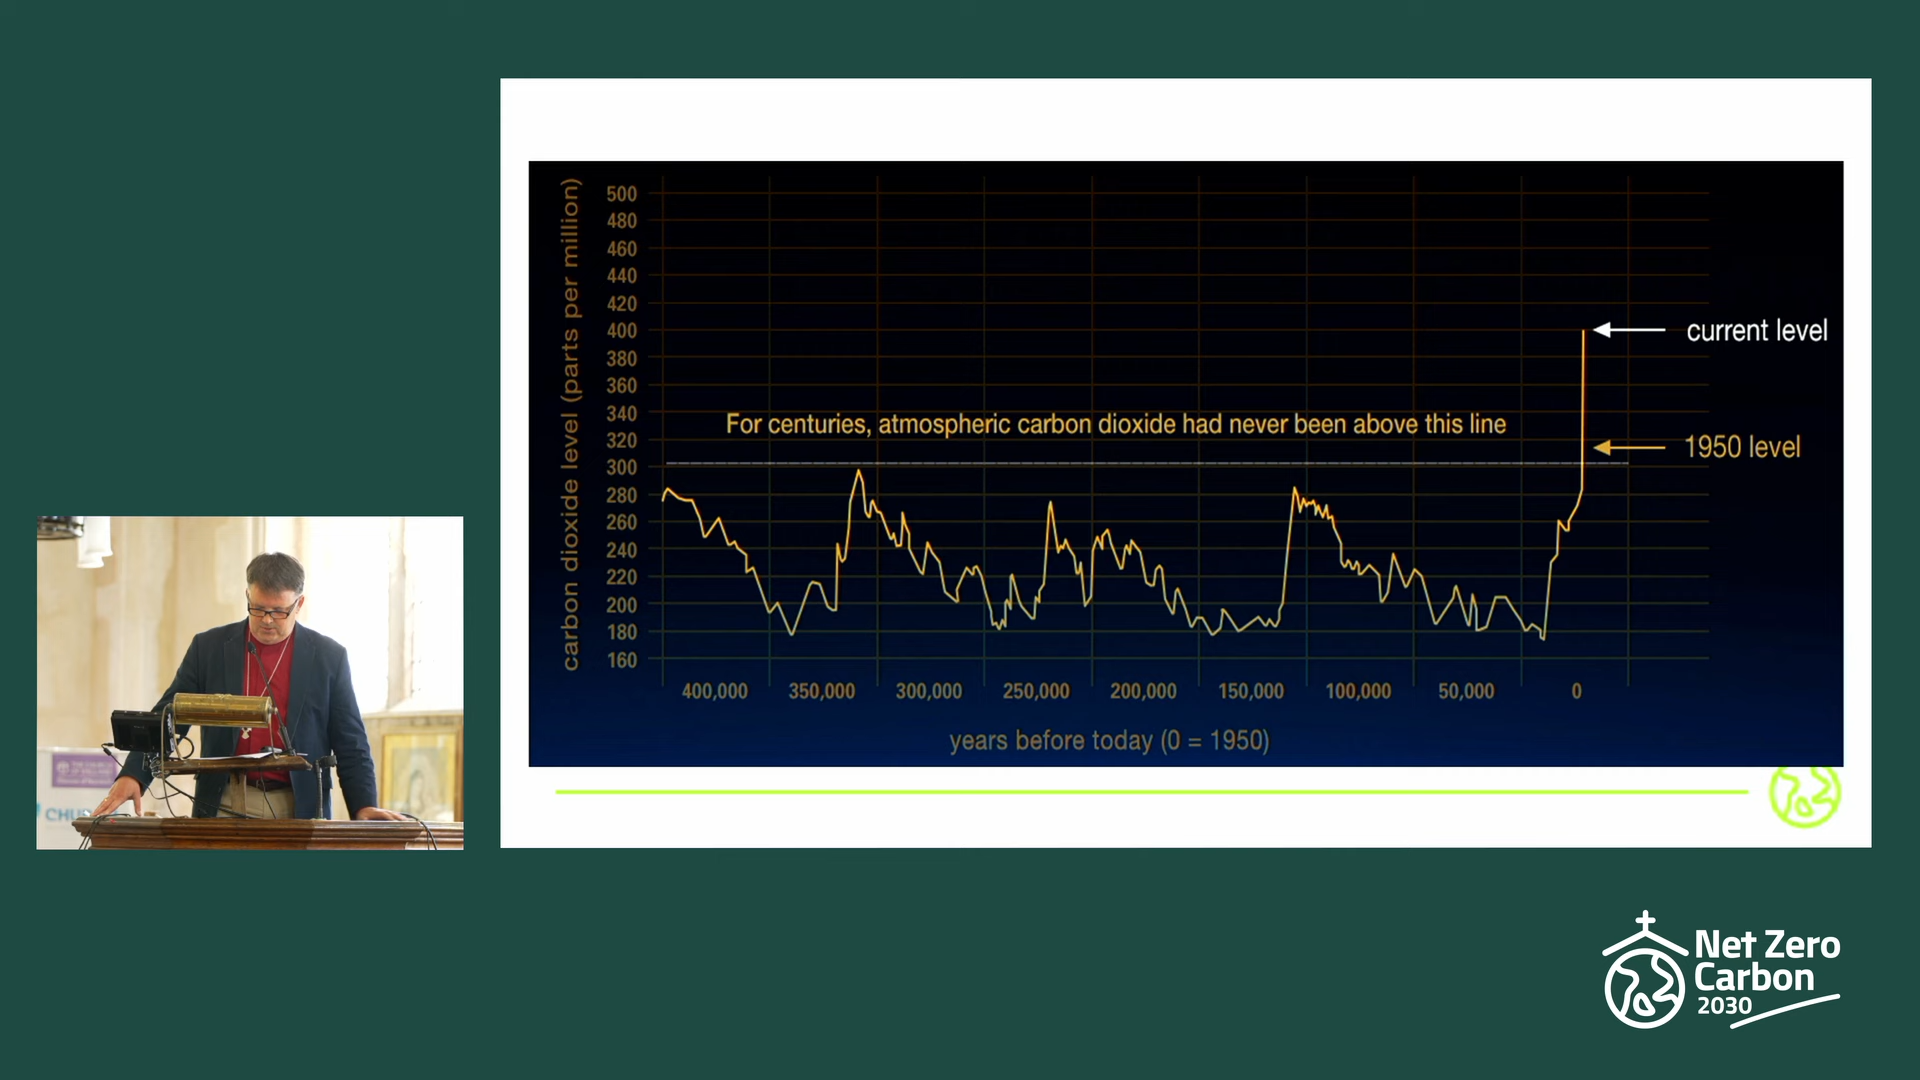 carbon dioxide level (parts per million)
500
480
460
440
420
400
380
360
340
320
300
280
260
240
220
200
180
160
current level
For centuries, atmospheric carbon dioxide had never been above this line
1950 level
400,000 350,000 300,000 250,000 200,000 150,000 100,000 50,000 0
years before today (0 = 1950)
Net Zero
Carbon
2030